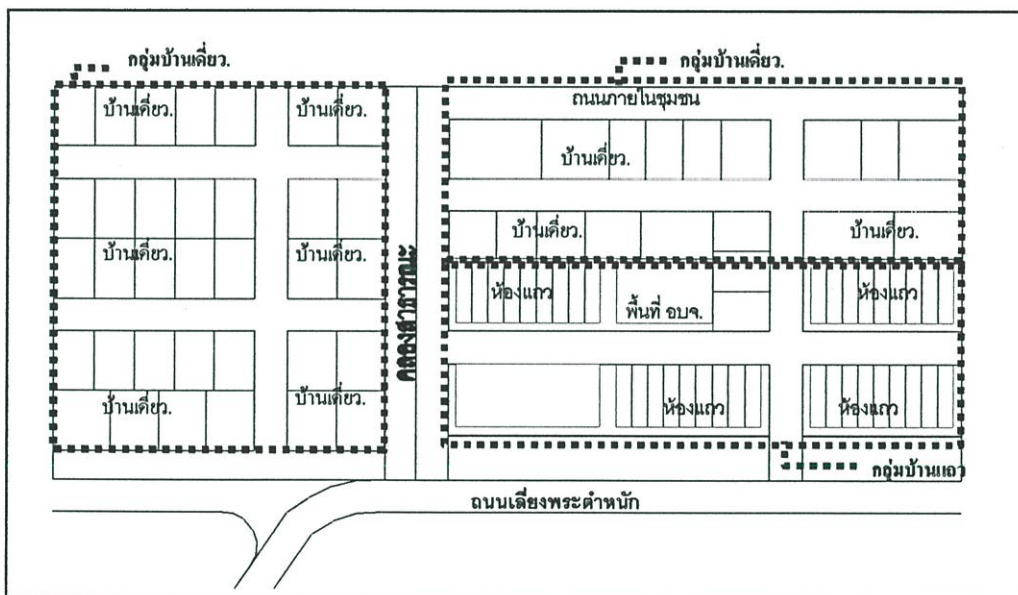 กลุ่มบ้านเดี่ยว.
กลุ่มบ้านเดี่ยว.
บ้านเดี่ยว.
บ้านเดี่ยว.
ถนนภายในชุมชน
บ้านเดี่ยว.
บ้านเดี่ยว.
บ้านเดี่ยว.
บ้านเดี่ยว.
บ้านเดี่ยว.
คลองสาธารณะ
ห้องแถว
พื้นที่ อบจ.
ห้องแถว
บ้านเดี่ยว.
บ้านเดี่ยว.
ห้องแถว
ห้องแถว
กลุ่มบ้านแถว
ถนนเลี่ยงพระตำหนัก